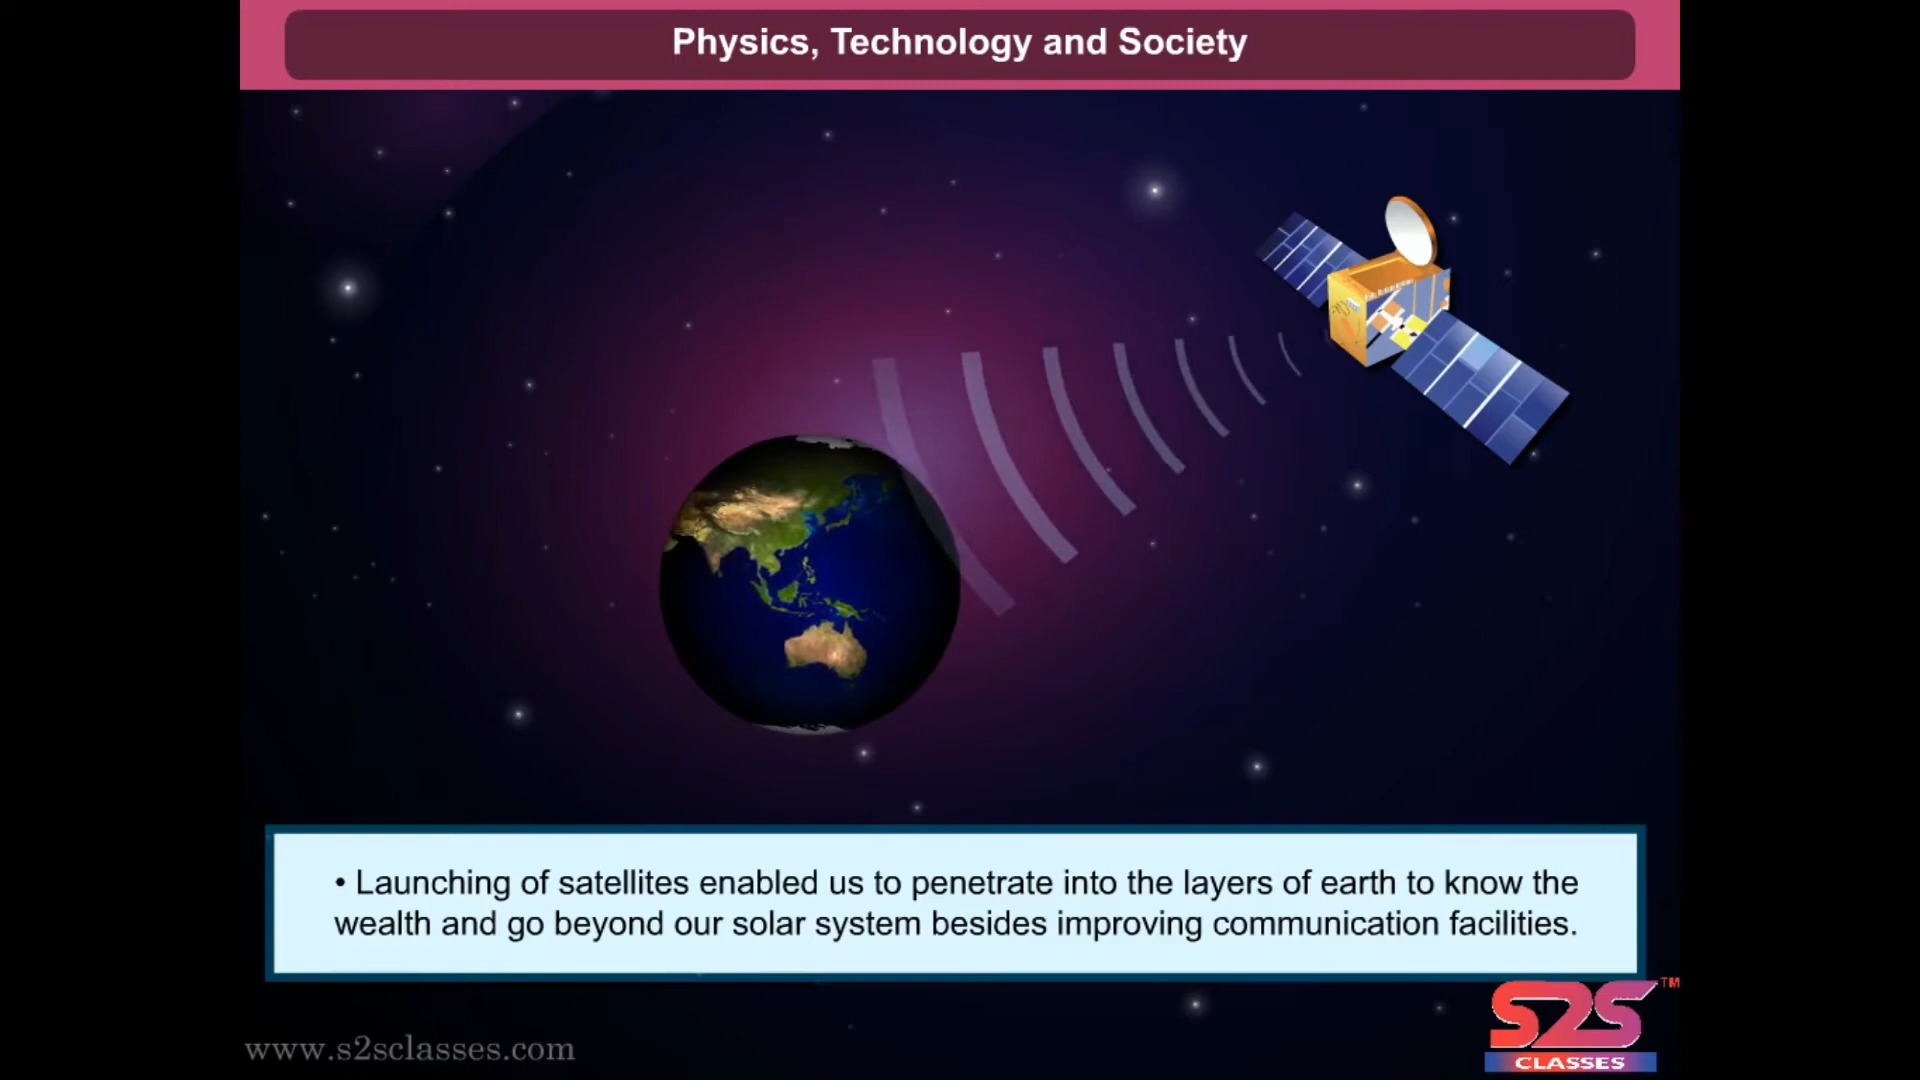 Physics, Technology and Society
• Launching of satellites enabled us to penetrate into the layers of earth to know the
wealth and go beyond our solar system besides improving communication facilities.
S2S TM
CLASSES
www.s2sclasses.com